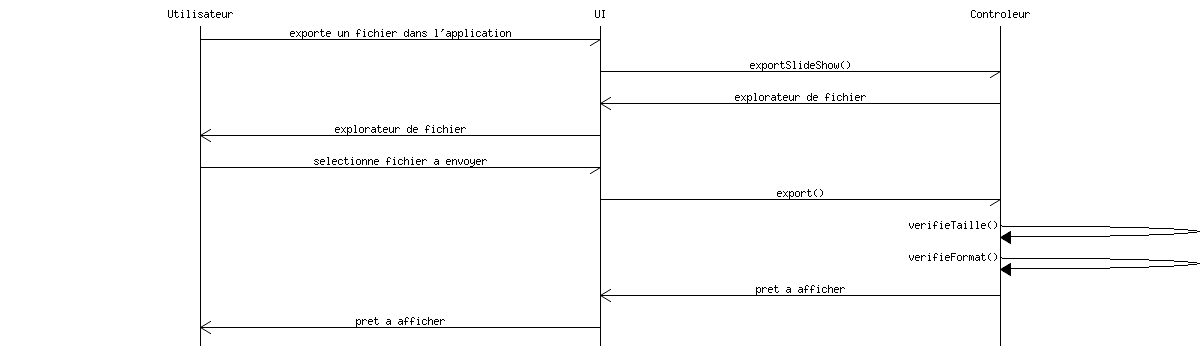 Utilisateur UI Controleur
exporte un fichier dans l'application
exportSlideShow()
explorateur de fichier
explorateur de fichier
selectionne fichier a envoyer
export()
verifieTaille()
verifieFormat()
pret a afficher
pret a afficher